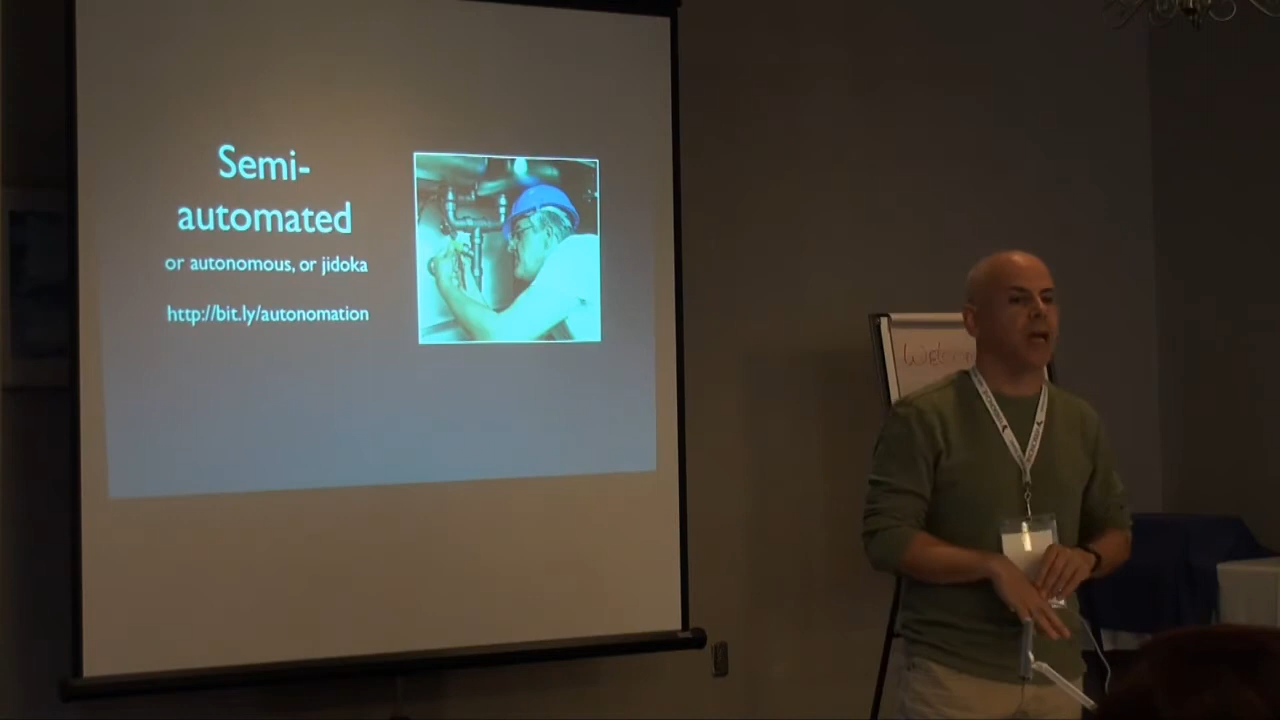 Semi-
automated
or autonomous, or jidoka
http://bit.ly/autonomation